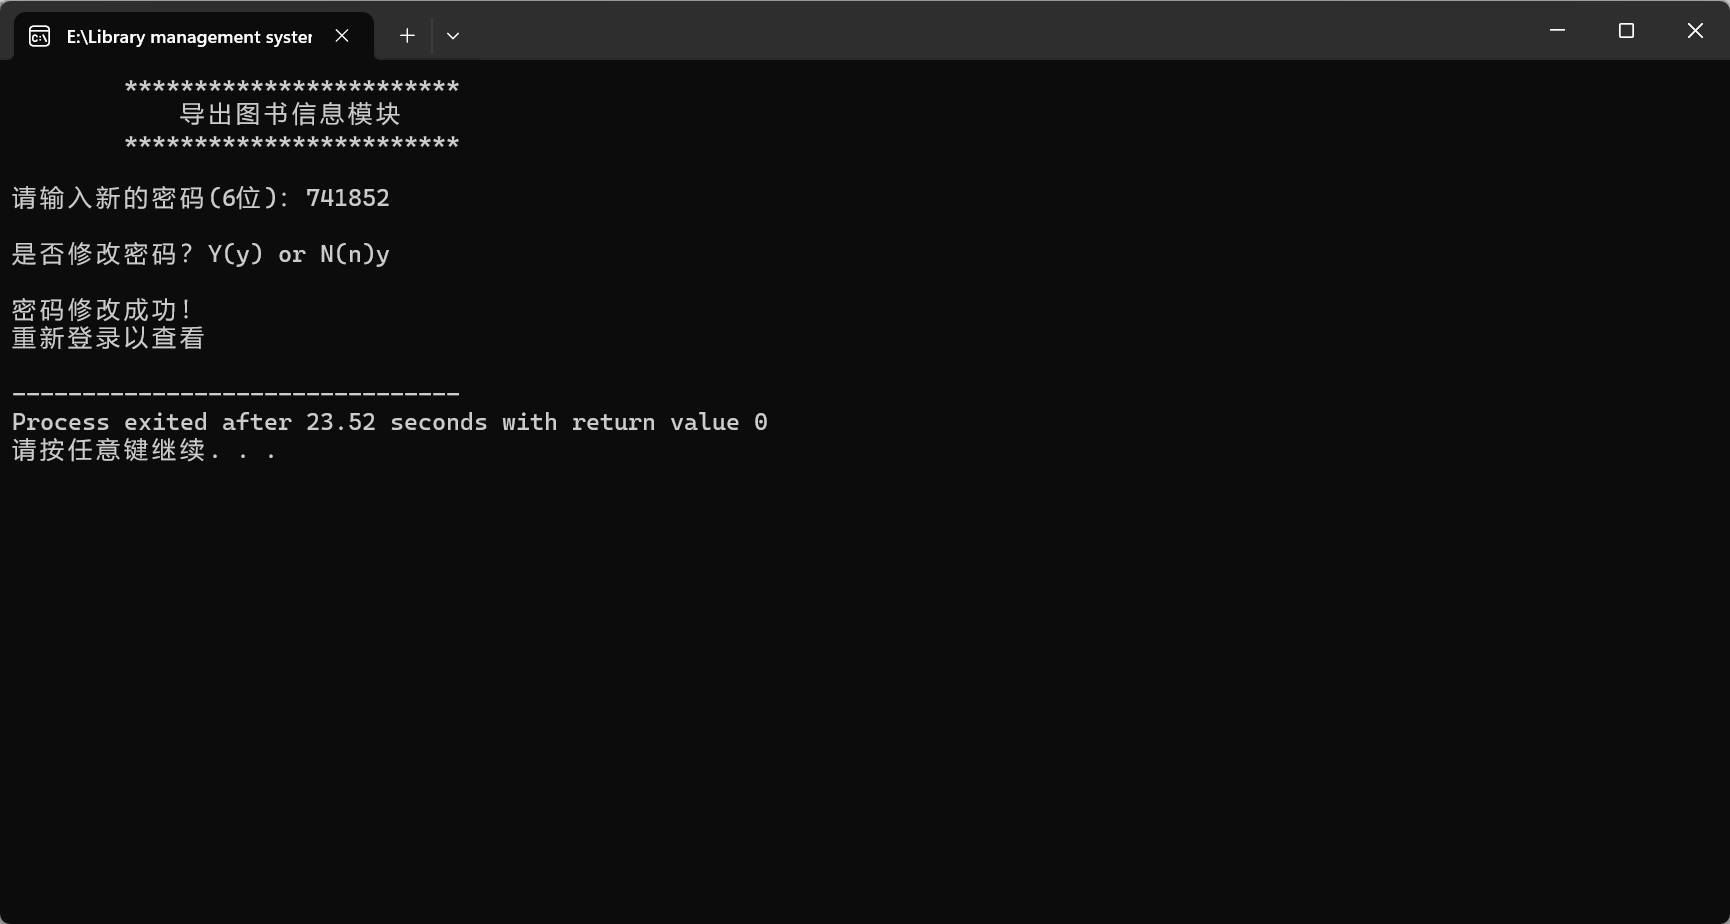 E:\Library management syster
************************
导出图书信息模块
************************
请输入新的密码(6位): 741852
是否修改密码? Y(y) or N(n)y
密码修改成功!
重新登录以查看
--------------------------------
Process exited after 23.52 seconds with return value 0
请按任意键继续. . .